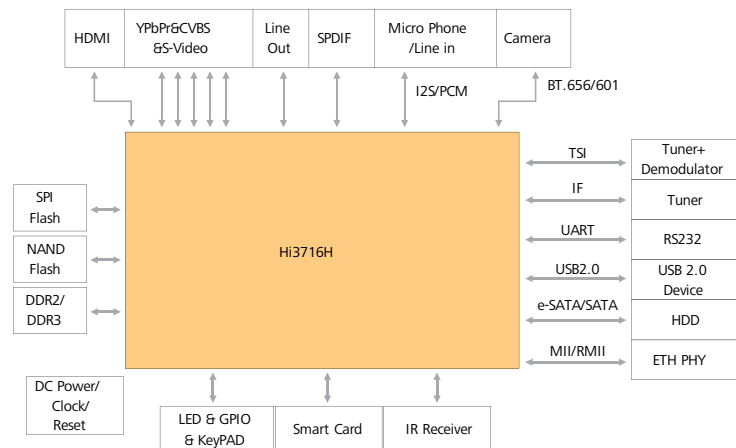 HDMI
YPbPr&CVBS
&S-Video
Line
Out
SPDIF
Micro Phone
/Line in
Camera
I2S/PCM
BT.656/601
SPI
Flash
NAND
Flash
DDR2/
DDR3
DC Power/
Clock/
Reset
Hi3716H
TSI
IF
UART
USB2.0
e-SATA/SATA
MII/RMII
Tuner+
Demodulator
Tuner
RS232
USB 2.0
Device
HDD
ETH PHY
LED & GPIO
& KeyPAD
Smart Card
IR Receiver